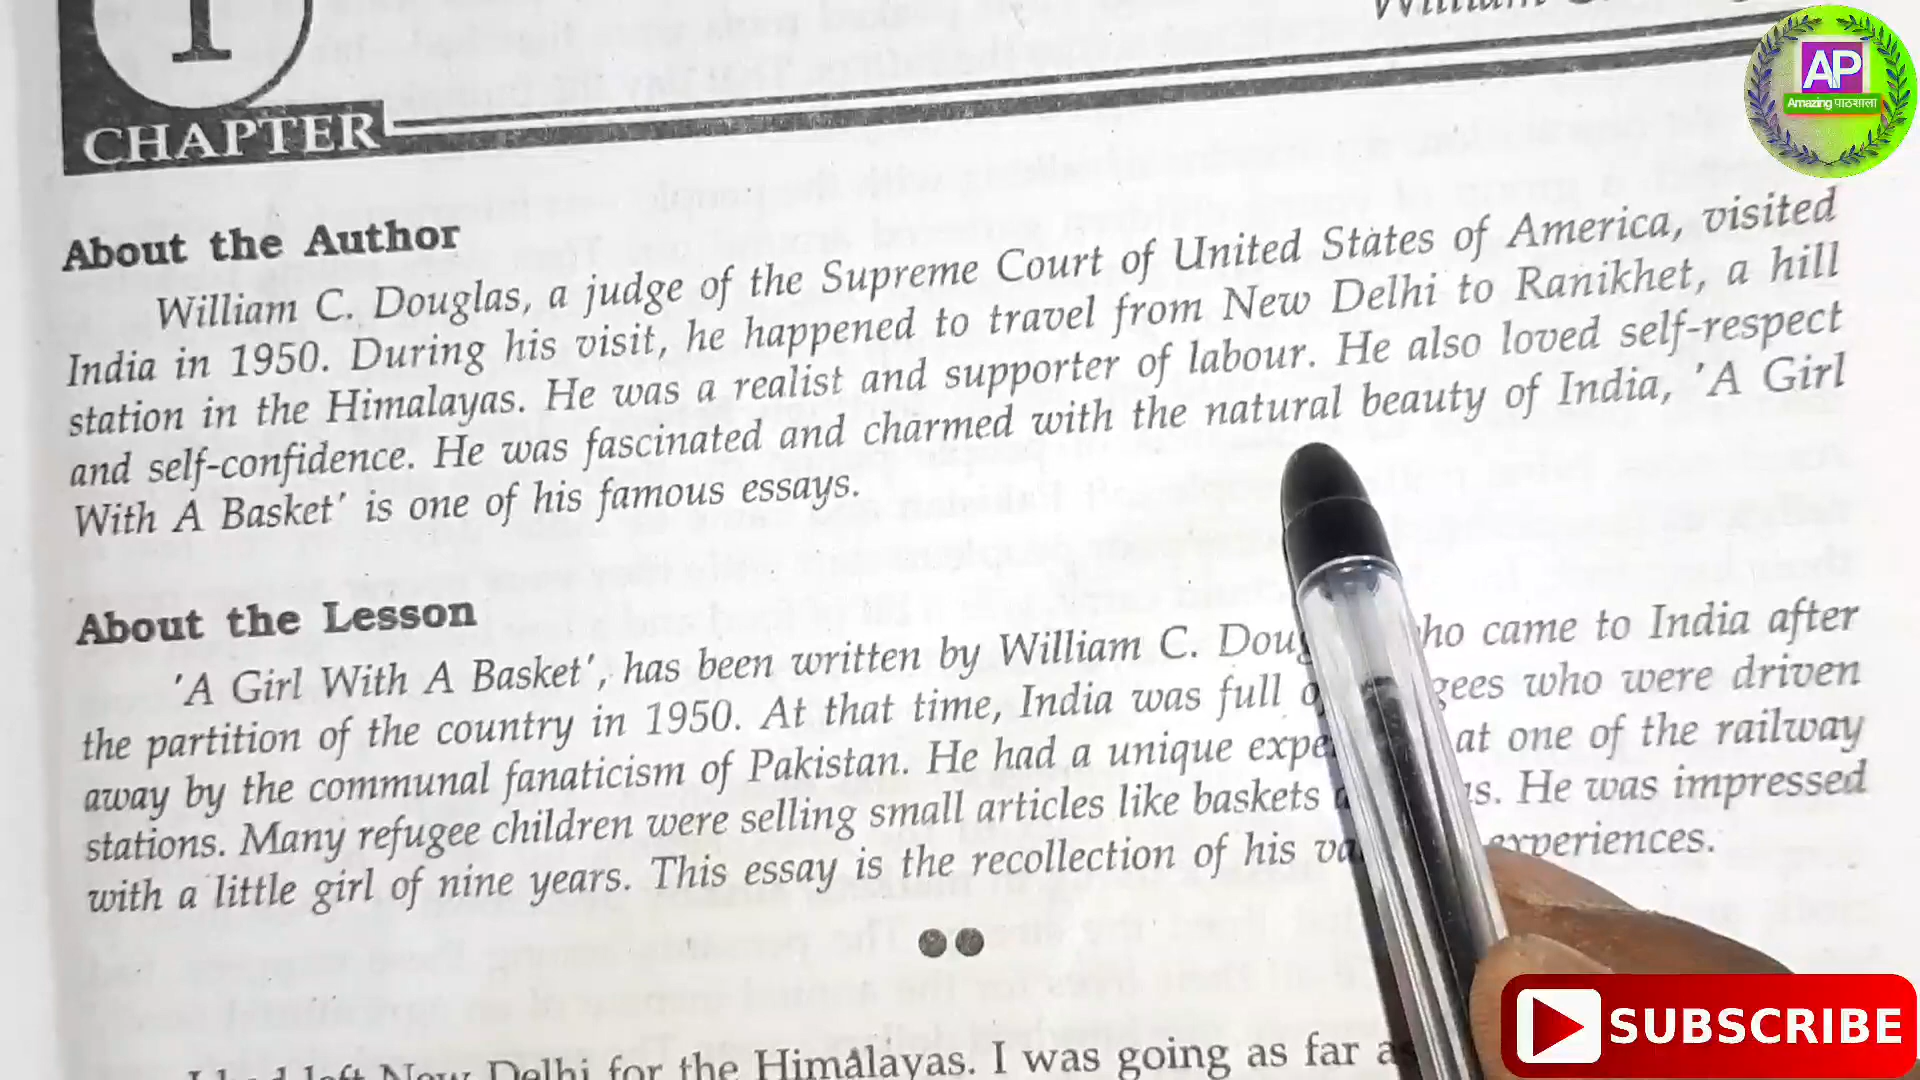 1
William
AP
Amazing पाठशाला
CHAPTER
About the Author
William C. Douglas, a judge of the Supreme Court of United States of America, visited
India in 1950. During his visit, he happened to travel from New Delhi to Ranikhet, a hill
station in the Himalayas. He was a realist and supporter of labour. He also loved self-respect
and self-confidence. He was fascinated and charmed with the natural beauty of India, 'A Girl
With A Basket' is one of his famous essays.
About the Lesson
'A Girl With A Basket', has been written by William C. came to India after
the partition of the country in 1950. At that time, India was full who were driven
away by the communal fanaticism of Pakistan. He had a unique at one of the railway
stations. Many refugee children were selling small articles like baskets He was impressed
with a little girl of nine years. This essay is the recollection of his experiences.
left New Delhi for the Himalayas. I was going as far
SUBSCRIBE